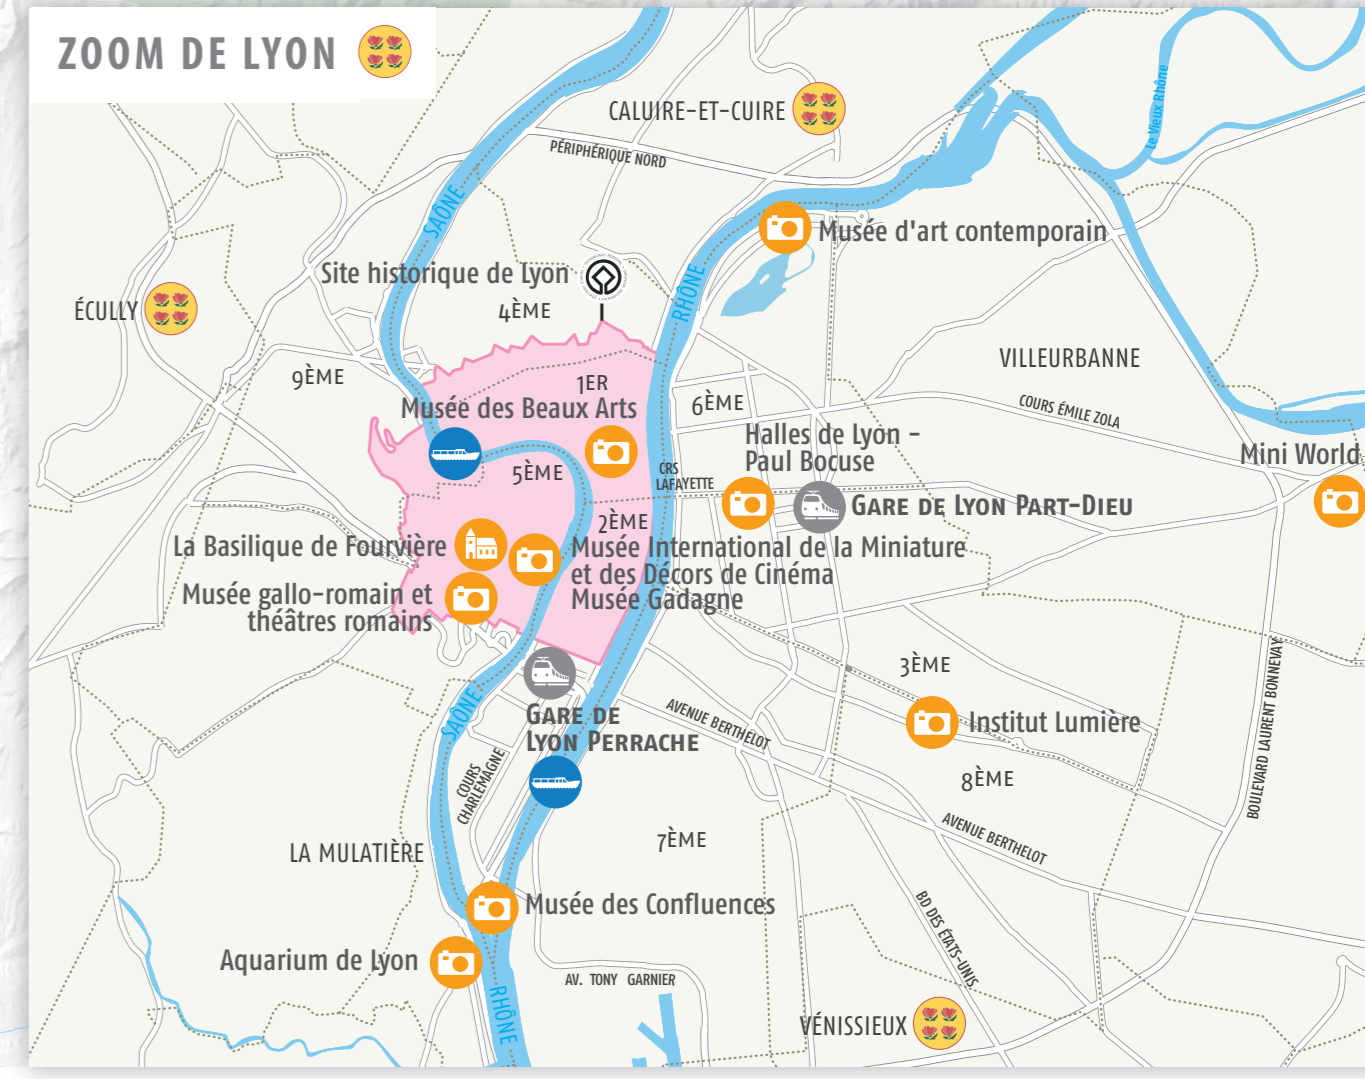 ZOOM DE LYON
CALUIRE-ET-CUIRE
PÉRIPHÉRIQUE NORD
Le Vieux Rhône
SAÔNE
Musée d'art contemporain
Site historique de Lyon
RHÔNE
4ÈME
ÉCULLY
VILLEURBANNE
9ÈME
1ER
Musée des Beaux Arts
6ÈME
COURS ÉMILE ZOLA
Halles de Lyon -
Paul Bocuse
Mini World
5ÈME
CRS
LAFAYETTE
GARE DE LYON PART-DIEU
2ÈME
La Basilique de Fourvière
Musée International de la Miniature
et des Décors de Cinéma
Musée Gadagne
Musée gallo-romain et
théâtres romains
3ÈME
SAÔNE
GARE DE
LYON PERRACHE
AVENUE BERTHELOT
Institut Lumière
BOULEVARD LAURENT BONNEVAY
COURS
CHARLEMAGNE
8ÈME
7ÈME
AVENUE BERTHELOT
LA MULATIÈRE
Musée des Confluences
BD DES ÉTATS-UNIS
Aquarium de Lyon
AV. TONY GARNIER
RHÔNE
VÉNISSIEUX